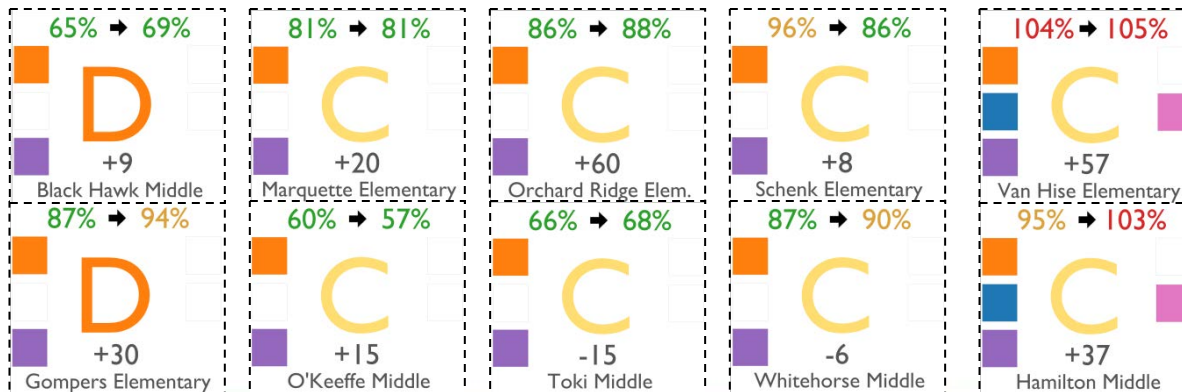 65% → 69% 81% → 81% 86% → 88% 96% → 86% 104% → 105%
D C C C C
+9 +20 +60 +8 +57
Black Hawk Middle Marquette Elementary Orchard Ridge Elem. Schenk Elementary Van Hise Elementary
87% → 94% 60% → 57% 66% → 68% 87% → 90% 95% → 103%
D C C C C
+30 +15 -15 -6 +37
Gompers Elementary O'Keeffe Middle Toki Middle Whitehorse Middle Hamilton Middle